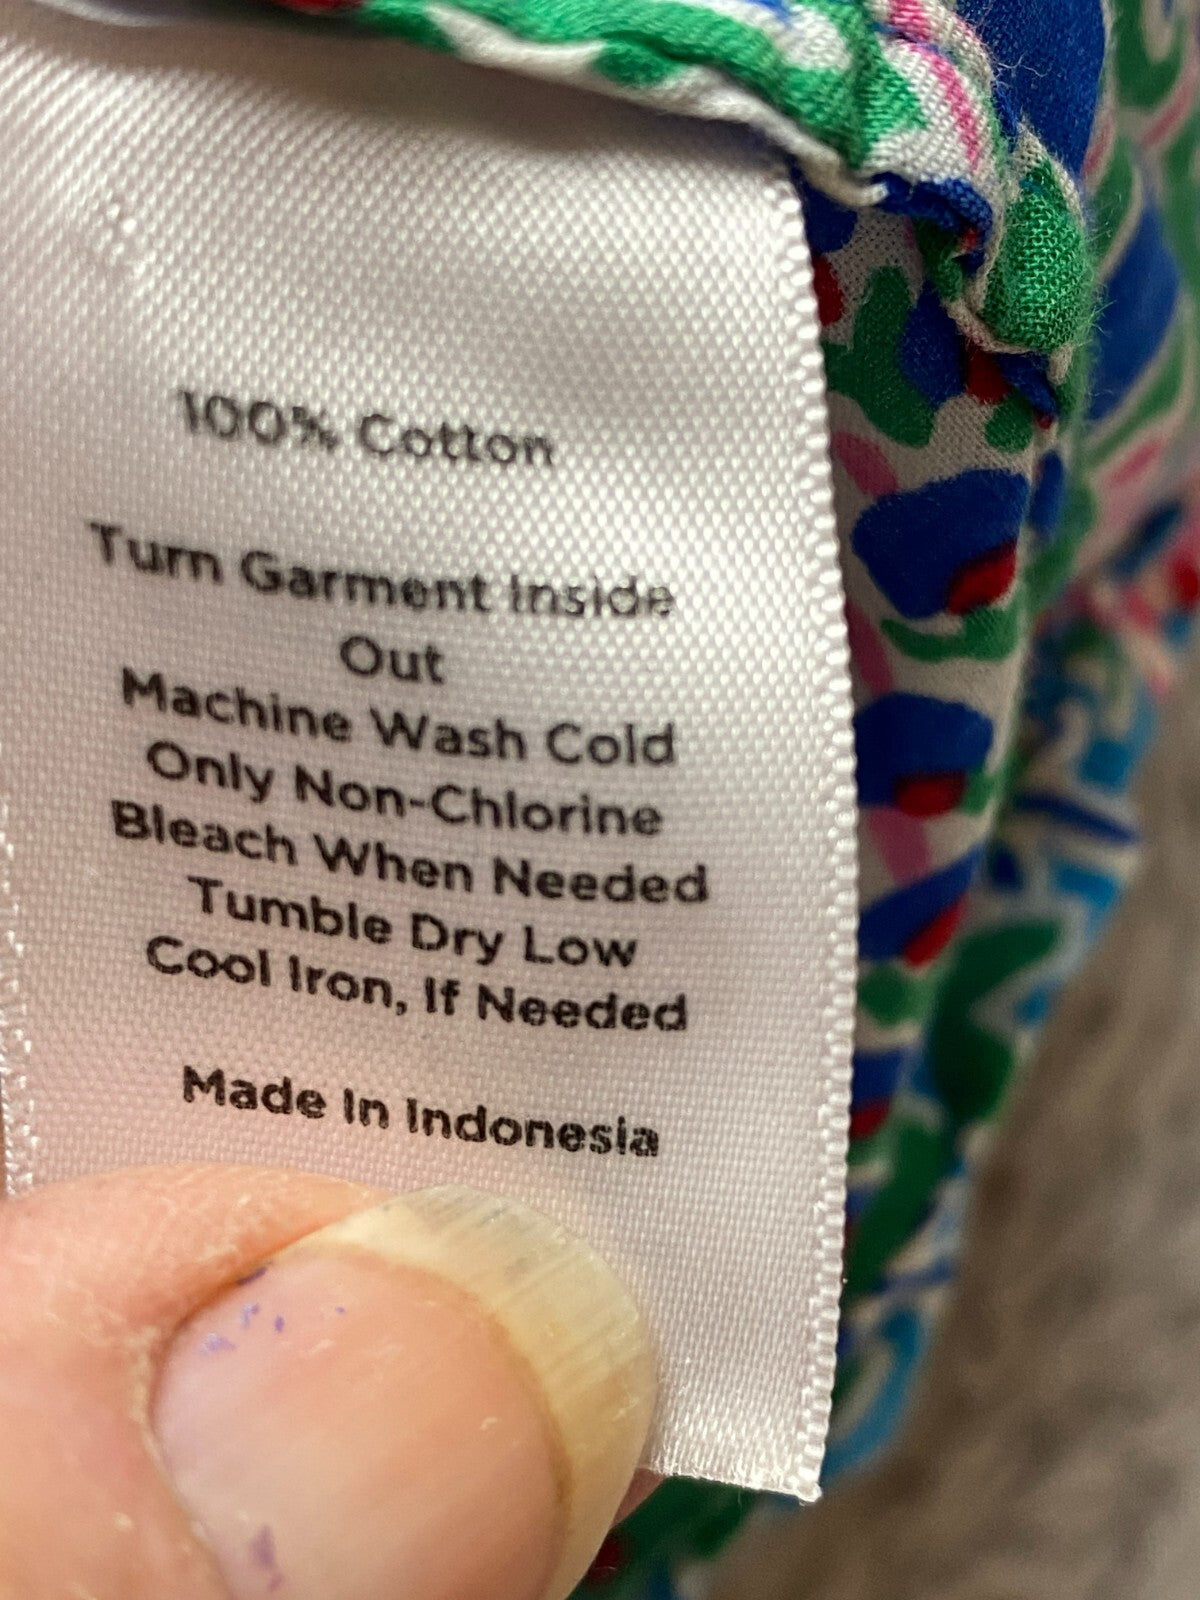 100% Cotton
Turn Garment Inside
Out
Machine Wash Cold
Only Non-Chlorine
Bleach When Needed
Tumble Dry Low
Cool Iron, If Needed
Made In Indonesia